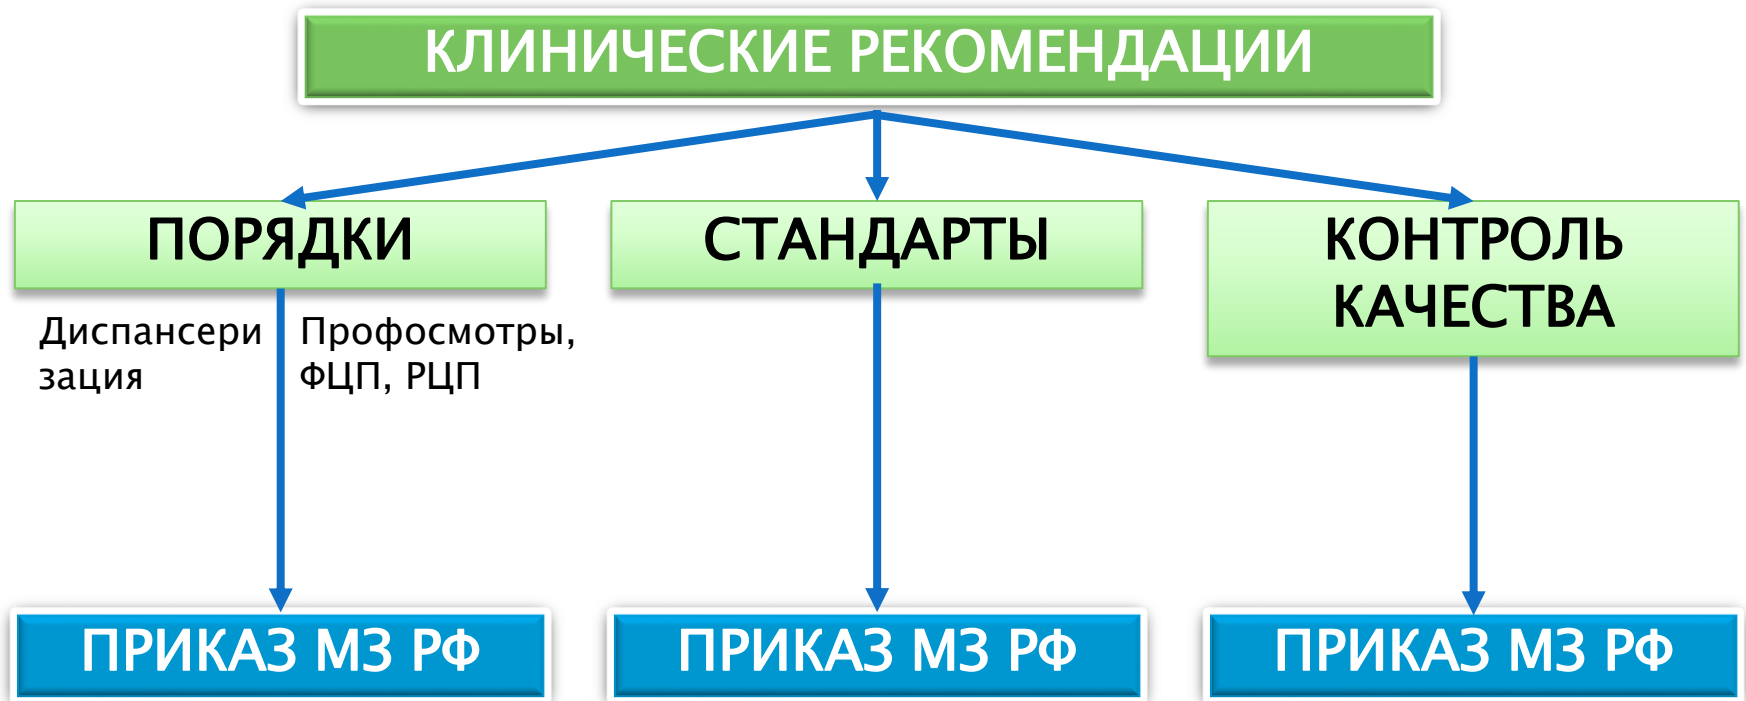 КЛИНИЧЕСКИЕ РЕКОМЕНДАЦИИ
ПОРЯДКИ
СТАНДАРТЫ
КОНТРОЛЬ
КАЧЕСТВА
Диспансери
зация
Профосмотры,
ФЦП, РЦП
ПРИКАЗ МЗ РФ
ПРИКАЗ МЗ РФ
ПРИКАЗ МЗ РФ